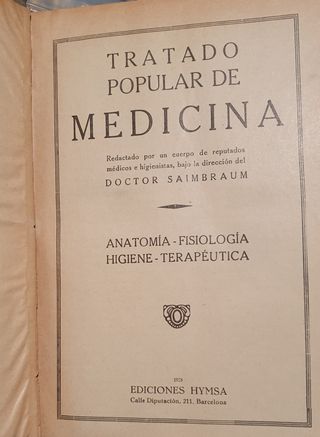 TRATADO
POPULAR DE
MEDICINA
Redactado por un cuerpo de reputados
médicos e higienistas, bajo la dirección del
DOCTOR SAIMBRAUM
ANATOMÍA - FISIOLOGÍA
HIGIENE - TERAPÉUTICA
EDICIONES HYMSA
Calle Diputación, 211. Barcelona